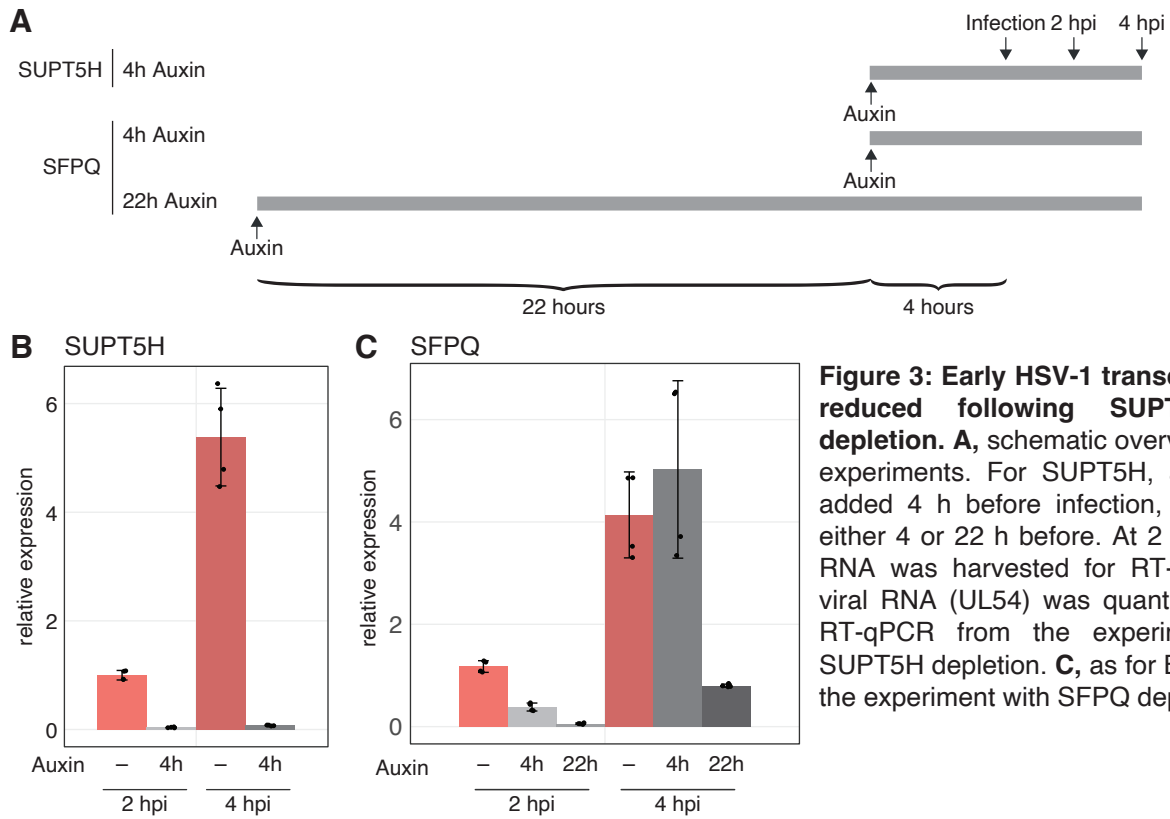 A
Infection 2 hpi 4 hpi
SUPT5H 4h Auxin
Auxin
4h Auxin
SFPQ
Auxin
22h Auxin
Auxin
22 hours 4 hours
B SUPT5H
relative expression
6
4
2
0
Auxin – 4h – 4h
2 hpi 4 hpi
C SFPQ
relative expression
6
4
2
0
Auxin – 4h 22h – 4h 22h
2 hpi 4 hpi
Figure 3: Early HSV-1 transc
reduced following SUPT
depletion. A, schematic overv
experiments. For SUPT5H,
added 4 h before infection,
either 4 or 22 h before. At 2
RNA was harvested for RT-
viral RNA (UL54) was quant
RT-qPCR from the experim
SUPT5H depletion. C, as for B
the experiment with SFPQ dep